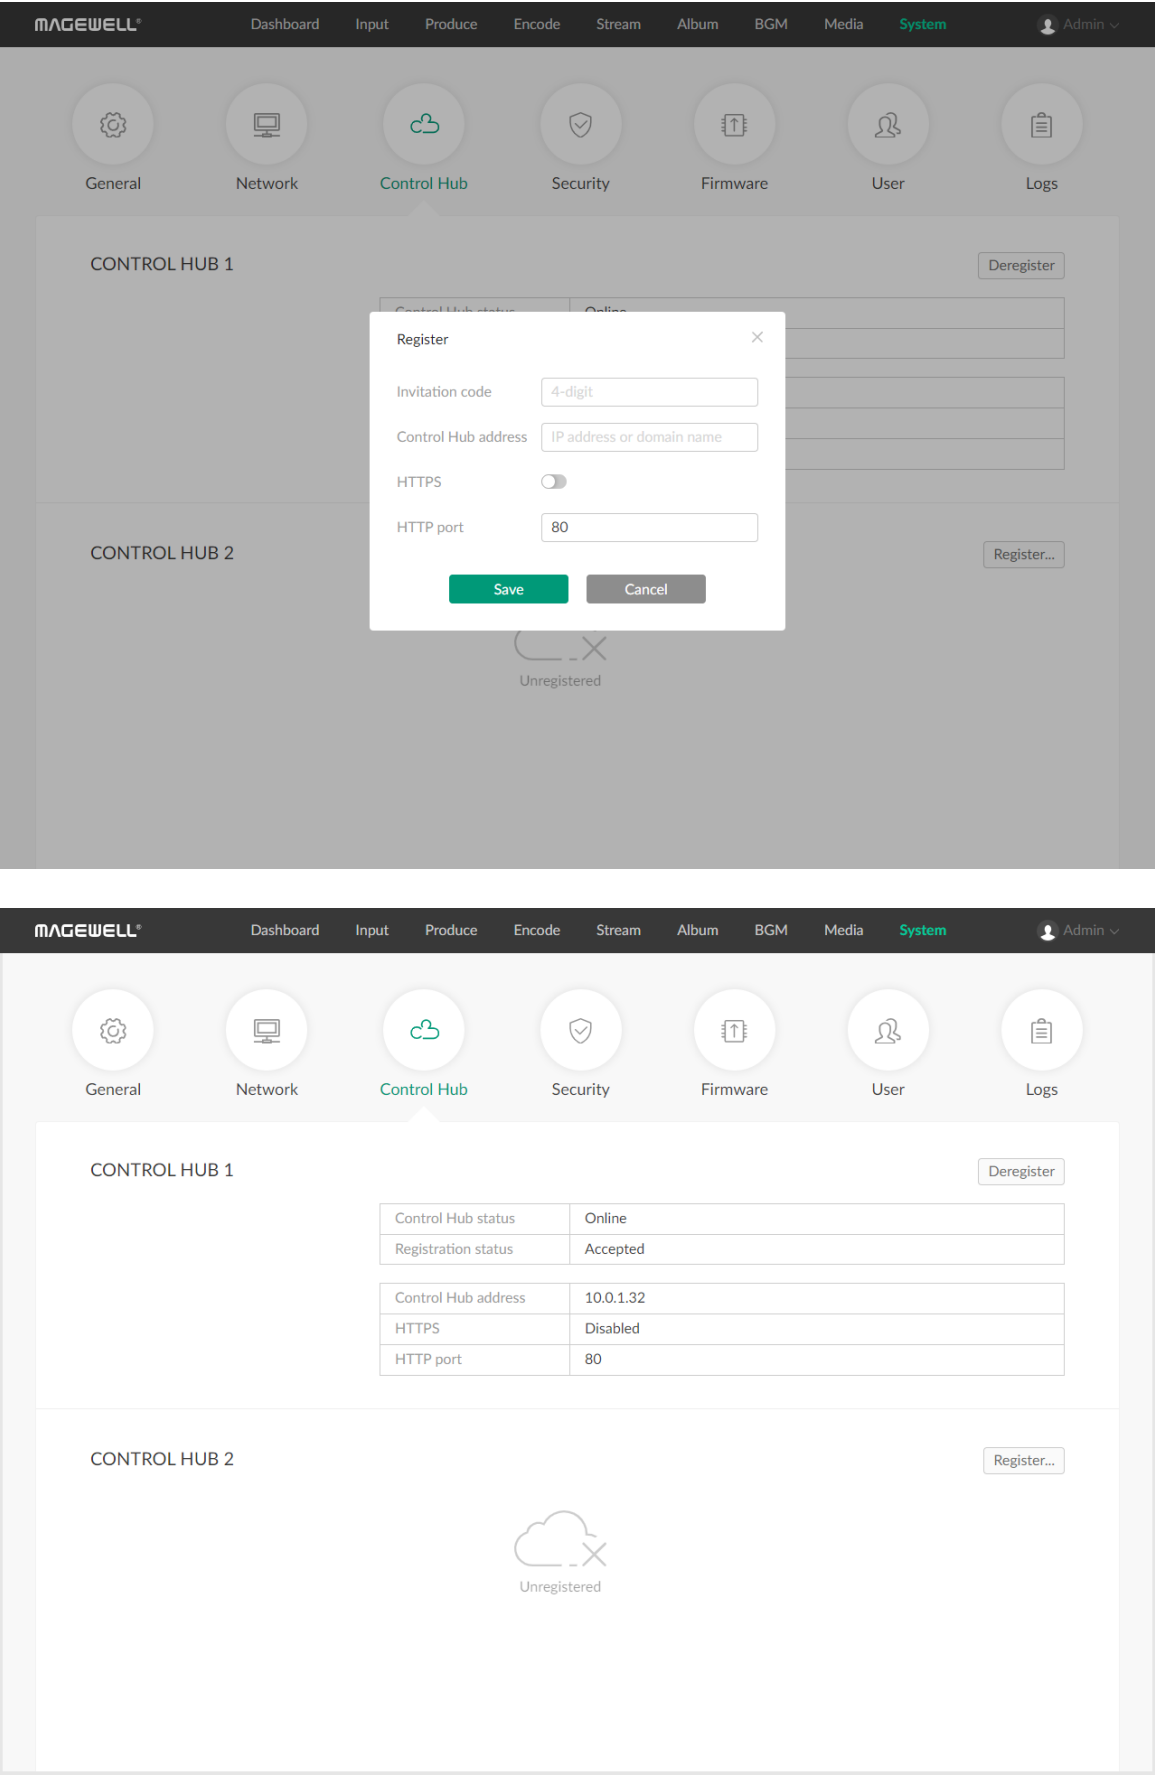 MAGEWELL® Dashboard Input Produce Encode Stream Album BGM Media System Admin
General Network Control Hub Security Firmware User Logs
CONTROL HUB 1 Deregister
Control Hub status Online
Register
Invitation code 4-digit
Control Hub address IP address or domain name
HTTPS
HTTP port 80
CONTROL HUB 2 Register...
Save Cancel
Unregistered
MAGEWELL® Dashboard Input Produce Encode Stream Album BGM Media System Admin
General Network Control Hub Security Firmware User Logs
CONTROL HUB 1 Deregister
Control Hub status Online
Registration status Accepted
Control Hub address 10.0.1.32
HTTPS Disabled
HTTP port 80
CONTROL HUB 2 Register...
Unregistered